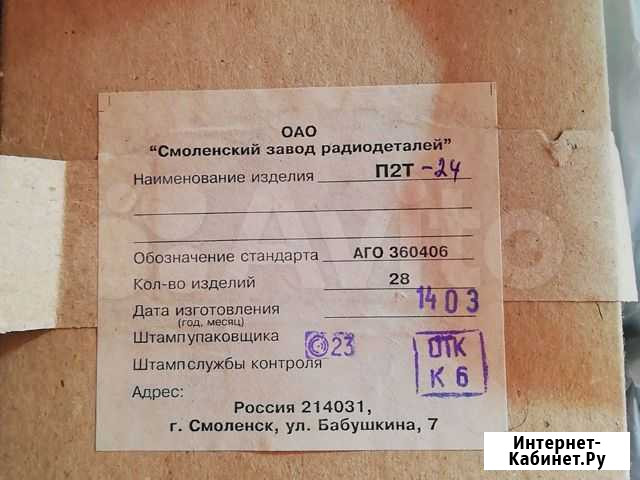 ОАО
"Смоленский завод радиодеталей"
Наименование изделия П2Т -24
Обозначение стандарта АГО 360406
Кол-во изделий 28
Дата изготовления 1403
(год, месяц)
Штамп упаковщика 23
Штамп службы контроля ОТК
К 6
Адрес:
Россия 214031,
г. Смоленск, ул. Бабушкина, 7
Avito
Интернет-
Кабинет.Ру